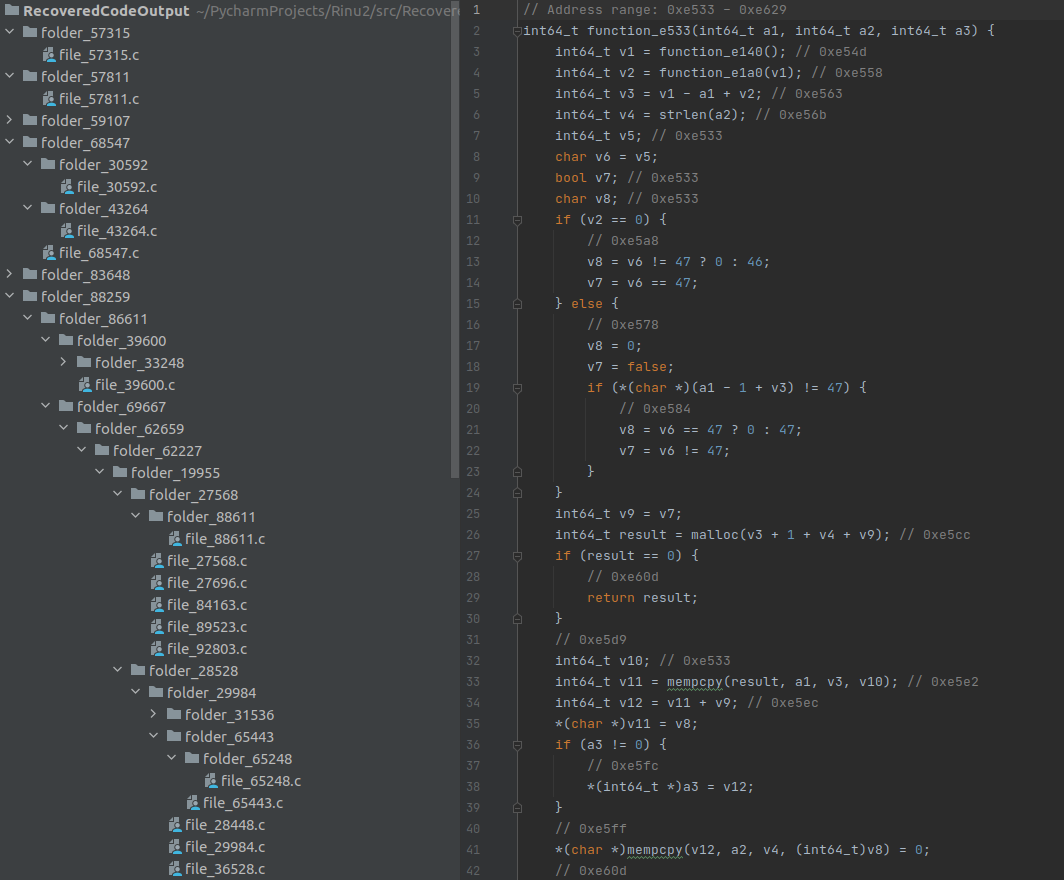 RecoveredCodeOutput ~/PycharmProjects/Rinu2/src/Recovere
folder_57315
file_57315.c
folder_57811
file_57811.c
folder_59107
folder_68547
folder_30592
file_30592.c
folder_43264
file_43264.c
file_68547.c
folder_83648
folder_88259
folder_86611
folder_39600
folder_33248
file_39600.c
folder_69667
folder_62659
folder_62227
folder_19955
folder_27568
folder_88611
file_88611.c
file_27568.c
file_27696.c
file_84163.c
file_89523.c
file_92803.c
folder_28528
folder_29984
folder_31536
folder_65443
folder_65248
file_65248.c
file_65443.c
file_28448.c
file_29984.c
file_36528.c
1 // Address range: 0xe533 - 0xe629
2 int64_t function_e533(int64_t a1, int64_t a2, int64_t a3) {
3 int64_t v1 = function_e140(); // 0xe54d
4 int64_t v2 = function_e1a0(v1); // 0xe558
5 int64_t v3 = v1 - a1 + v2; // 0xe563
6 int64_t v4 = strlen(a2); // 0xe56b
7 int64_t v5; // 0xe533
8 char v6 = v5;
9 bool v7; // 0xe533
10 char v8; // 0xe533
11 if (v2 == 0) {
12 // 0xe5a8
13 v8 = v6 != 47 ? 0 : 46;
14 v7 = v6 == 47;
15 } else {
16 // 0xe578
17 v8 = 0;
18 v7 = false;
19 if (*(char *)(a1 - 1 + v3) != 47) {
20 // 0xe584
21 v8 = v6 == 47 ? 0 : 47;
22 v7 = v6 != 47;
23 }
24 }
25 int64_t v9 = v7;
26 int64_t result = malloc(v3 + 1 + v4 + v9); // 0xe5cc
27 if (result == 0) {
28 // 0xe60d
29 return result;
30 }
31 // 0xe5d9
32 int64_t v10; // 0xe533
33 int64_t v11 = mempcpy(result, a1, v3, v10); // 0xe5e2
34 int64_t v12 = v11 + v9; // 0xe5ec
35 *(char *)v11 = v8;
36 if (a3 != 0) {
37 // 0xe5fc
38 *(int64_t *)a3 = v12;
39 }
40 // 0xe5ff
41 *(char *)mempcpy(v12, a2, v4, (int64_t)v8) = 0;
42 // 0xe60d